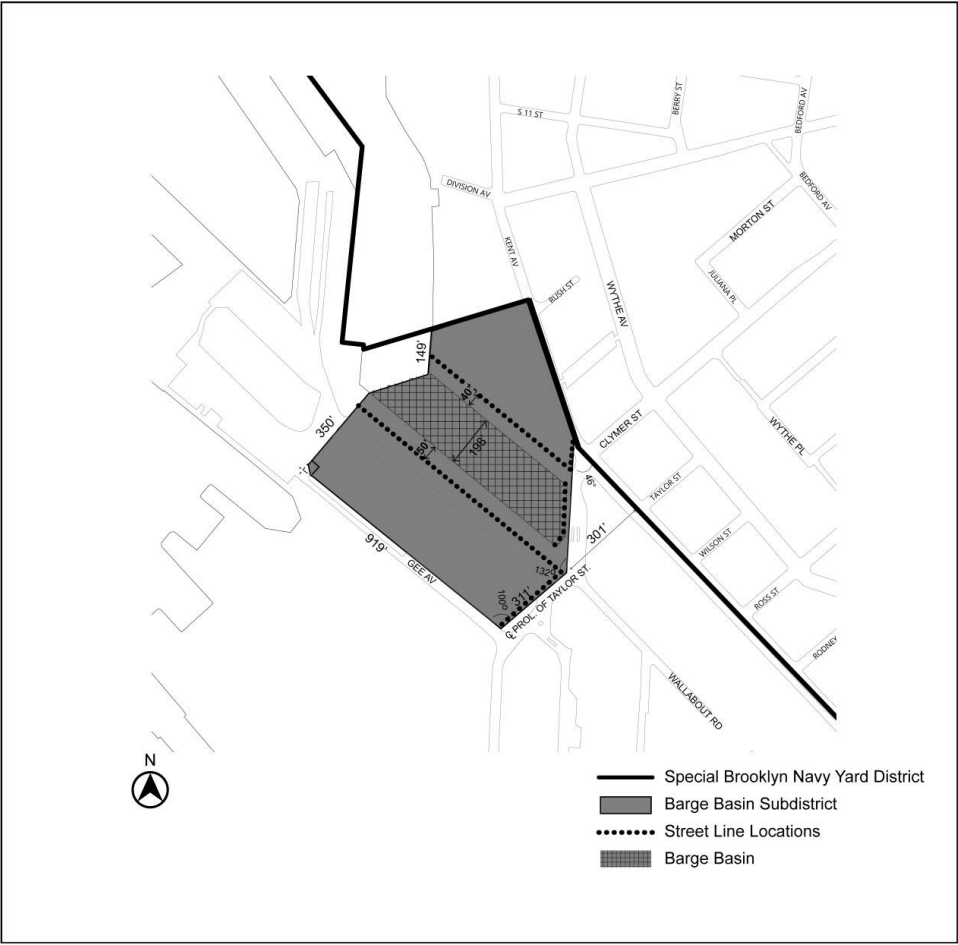 S 11 ST
BERRY ST
BEDFORD AV
DIVISION AV
BEDFORD AV
MORTON ST
KENT AV
JULIANA PL
RUSH ST.
WYTHE AV
149'
40'
CLYMER ST
WYTHE PL
350'
50'
198'
46°
TAYLOR ST
301'
WILSON ST
919'
GEE AV
132°
ROSS ST
100°
311'
℄ PROL. OF TAYLOR ST.
RODNEY
WALLABOUT RD
N
Special Brooklyn Navy Yard District
Barge Basin Subdistrict
Street Line Locations
Barge Basin